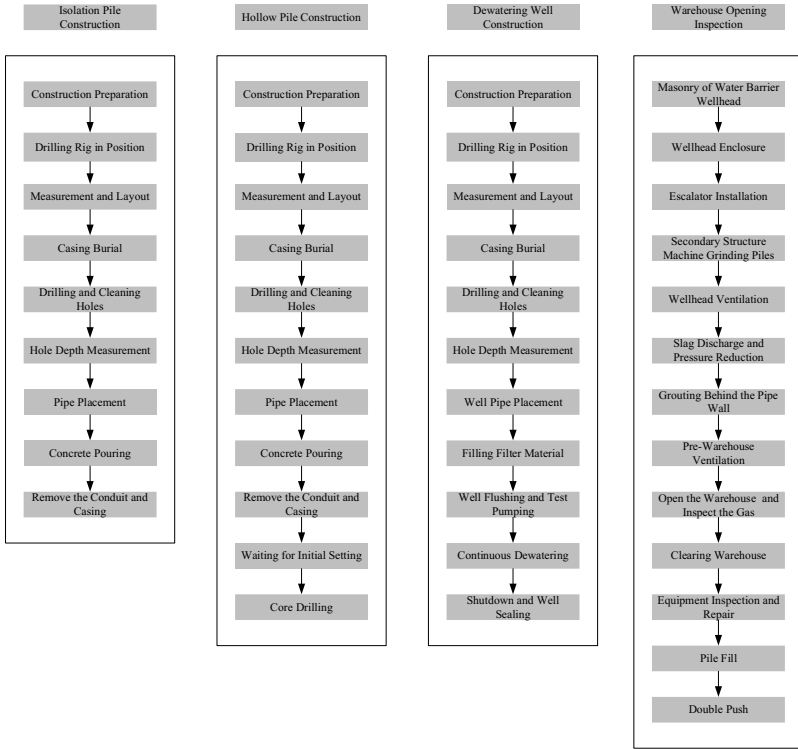 Isolation Pile
Construction
Construction Preparation
Drilling Rig in Position
Measurement and Layout
Casing Burial
Drilling and Cleaning
Holes
Hole Depth Measurement
Pipe Placement
Concrete Pouring
Remove the Conduit and
Casing
Hollow Pile Construction
Construction Preparation
Drilling Rig in Position
Measurement and Layout
Casing Burial
Drilling and Cleaning
Holes
Hole Depth Measurement
Pipe Placement
Concrete Pouring
Remove the Conduit and
Casing
Waiting for Initial Setting
Core Drilling
Dewatering Well
Construction
Construction Preparation
Drilling Rig in Position
Measurement and Layout
Casing Burial
Drilling and Cleaning
Holes
Hole Depth Measurement
Well Pipe Placement
Filling Filter Material
Well Flushing and Test
Pumping
Continuous Dewatering
Shutdown and Well
Sealing
Warehouse Opening
Inspection
Masonry of Water Barrier
Wellhead
Wellhead Enclosure
Escalator Installation
Secondary Structure
Machine Grinding Piles
Wellhead Ventilation
Slag Discharge and
Pressure Reduction
Grouting Behind the Pipe
Wall
Pre-Warehouse
Ventilation
Open the Warehouse and
Inspect the Gas
Clearing Warehouse
Equipment Inspection and
Repair
Pile Fill
Double Push